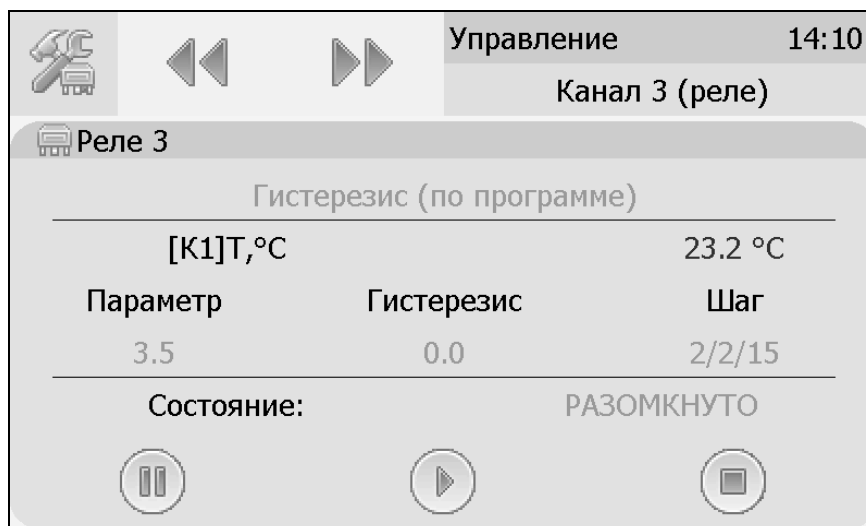 Управление 14:10
Канал 3 (реле)
Реле 3
Гистерезис (по программе)
[К1]T,°C 23.2 °C
Параметр Гистерезис Шаг
3.5 0.0 2/2/15
Состояние: РАЗОМКНУТО